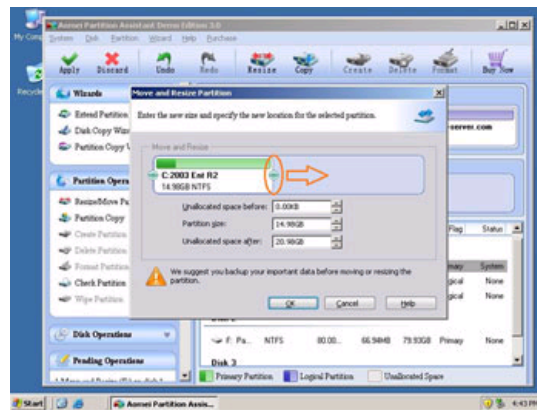 My Comp
Aomei Partition Assistant Demo Edition 3.0
System Disk Partition Wizard Help Purchase
Apply Discard Undo Redo Resize Copy Create Delete Format Buy Now
Recycle
Wizards
Extend Partition
Disk Copy Wiz
Partition Copy
Partition Opera
Resize/Move Pa
Partition Copy
Create Partition
Delete Partition
Format Partition
Check Partition
Wipe Partition
Disk Operations
Pending Operations
Move and Resize Partition
Enter the new size and specify the new location for the selected partition.
Move and Resize
C:2003 Ent R2
14.98GB NTFS
Unallocated space before: 0.00KB
Partition size: 14.98GB
Unallocated space after: 20.98GB
We suggest you backup your important data before moving or resizing the
partition.
OK Cancel Help
-server.com
Flag Status
System
None
None
F: Pa... NTFS 80.00... 66.94MB 79.93GB Primary None
Disk 3
Primary Partition Logical Partition Unallocated Space
Start Aomei Partition Assis... 4:43 PM